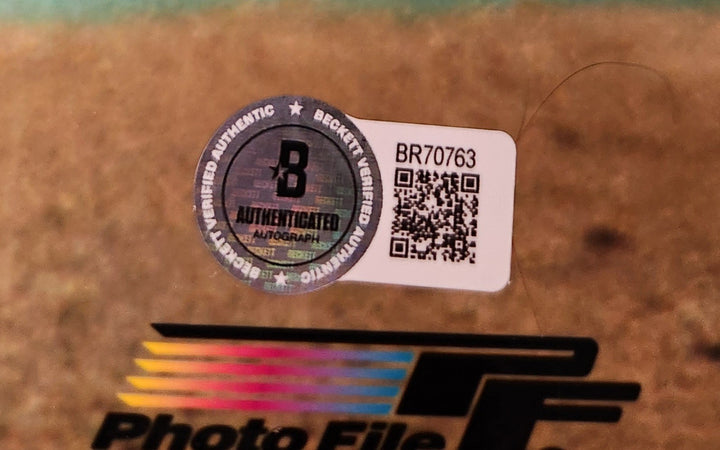 BECKETT VERIFIED AUTHENTIC ★ BECKETT VERIFIED AUTHENTIC ★
B
AUTHENTICATED
AUTOGRAPH
BR70763
Photo File